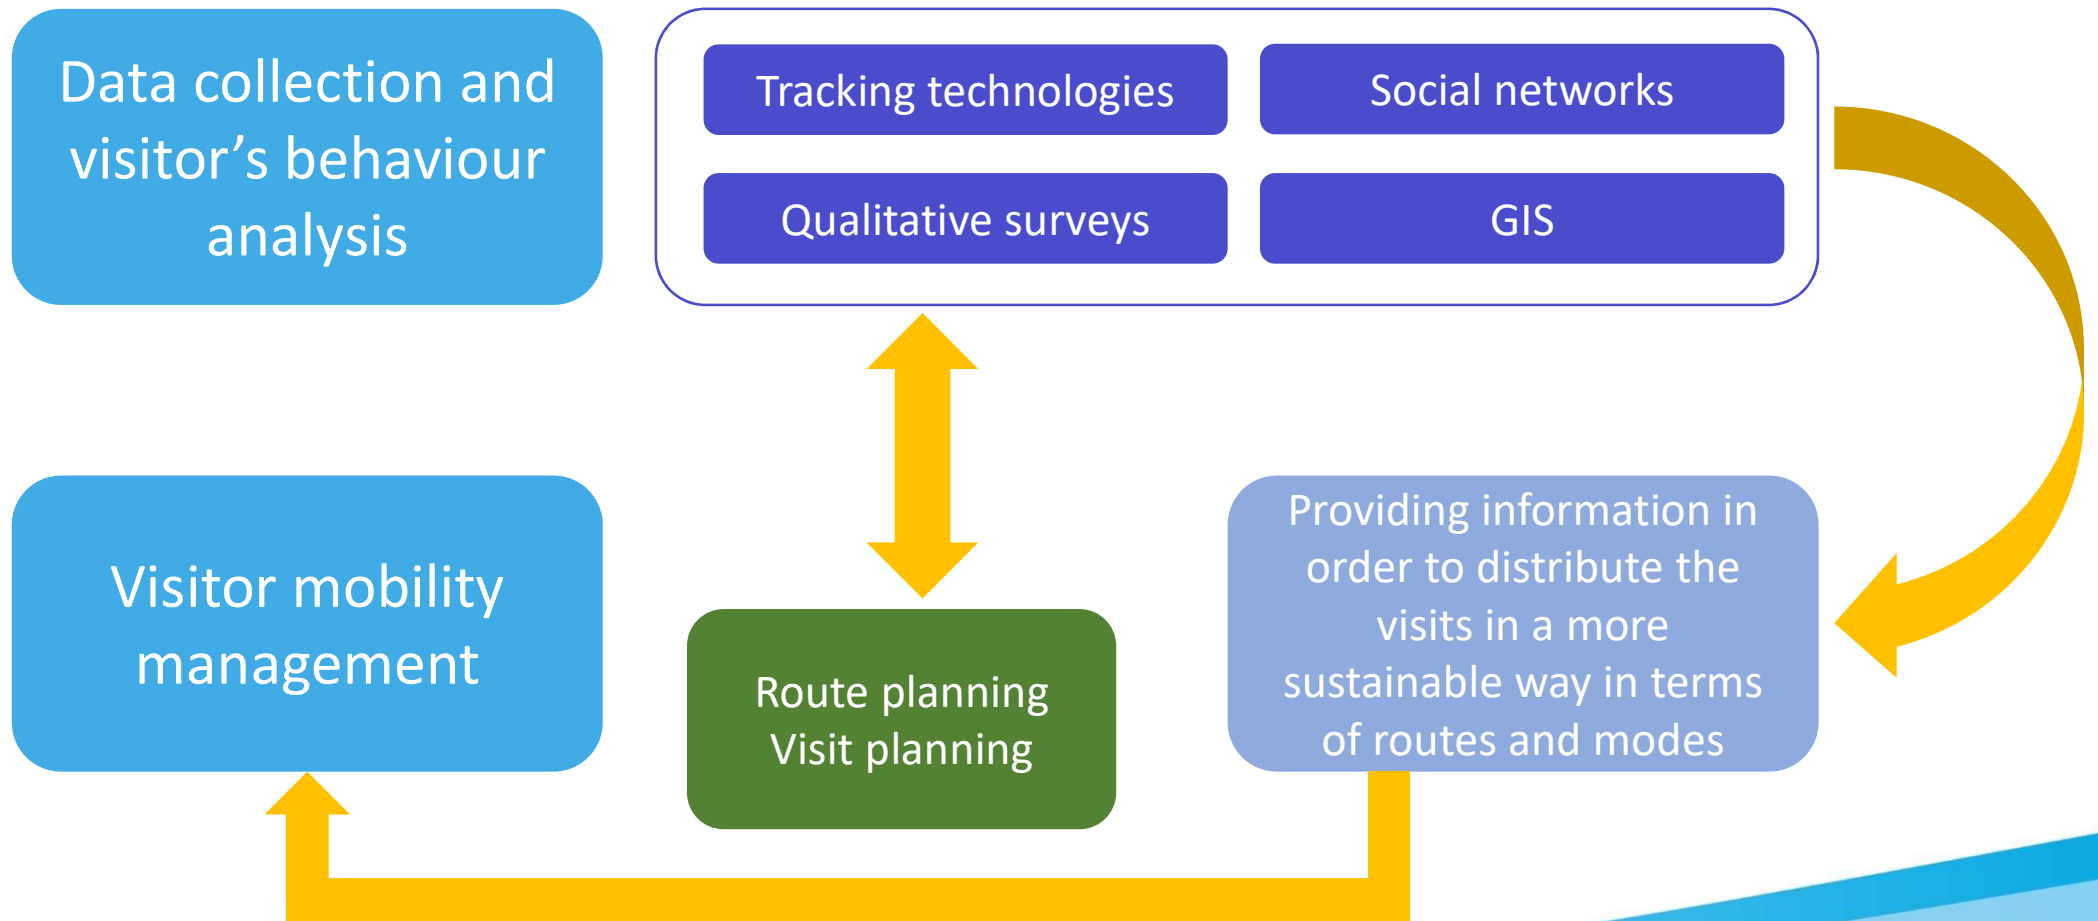 Data collection and
visitor’s behaviour
analysis
Tracking technologies
Social networks
Qualitative surveys
GIS
Visitor mobility
management
Route planning
Visit planning
Providing information in
order to distribute the
visits in a more
sustainable way in terms
of routes and modes